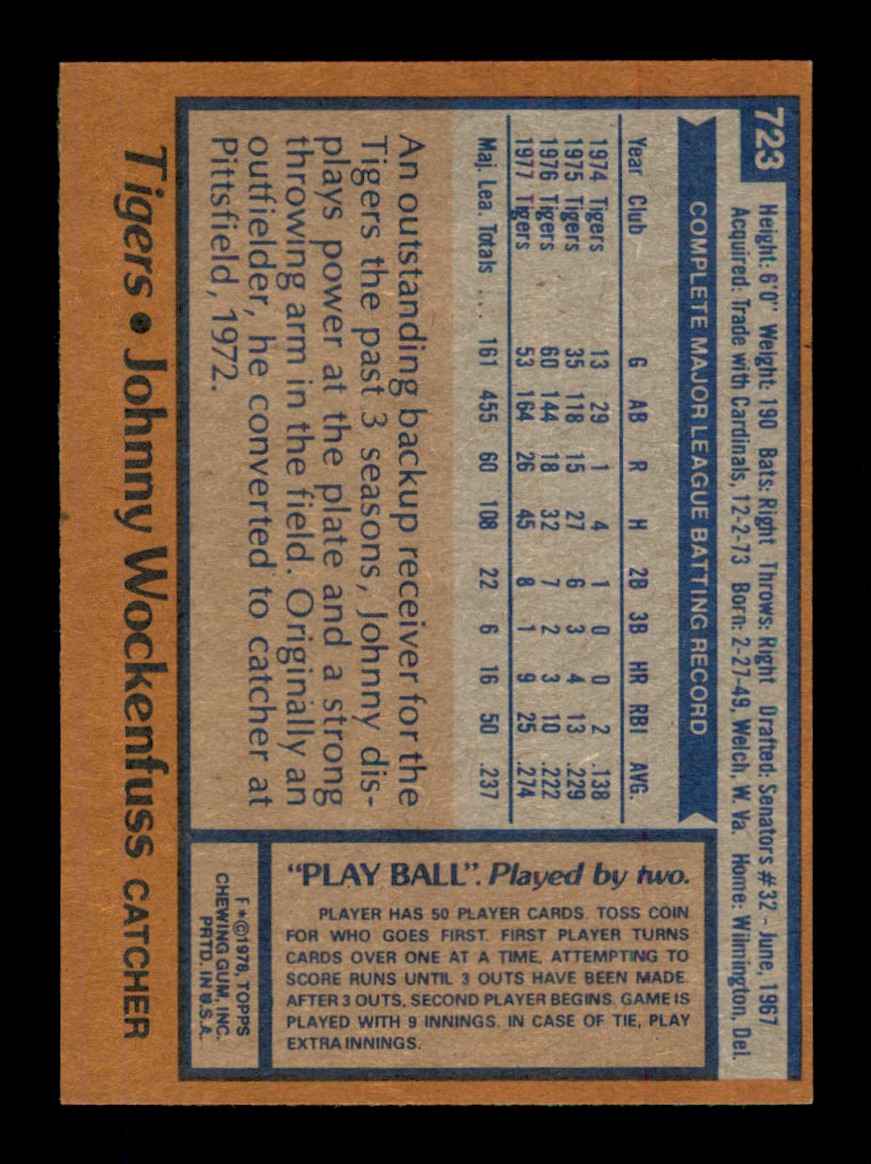 723
Height: 6'0" Weight: 190 Bats: Right Throws: Right Drafted: Senators #32 - June, 1967
Acquired: Trade with Cardinals, 12-2-73 Born: 2-27-49, Welch, W. Va. Home: Wilmington, Del.
COMPLETE MAJOR LEAGUE BATTING RECORD
Year Club G AB R H 2B 3B HR RBI AVG.
1974 Tigers 13 29 1 4 1 0 0 2 .138
1975 Tigers 35 118 15 27 6 3 4 13 .229
1976 Tigers 60 144 18 32 7 2 3 10 .222
1977 Tigers 53 164 26 45 8 1 9 25 .274
Maj. Lea. Totals .... 161 455 60 108 22 6 16 50 .237
An outstanding backup receiver for the
Tigers the past 3 seasons, Johnny dis-
plays power at the plate and a strong
throwing arm in the field. Originally an
outfielder, he converted to catcher at
Pittsfield, 1972.
"PLAY BALL". Played by two.
PLAYER HAS 50 PLAYER CARDS. TOSS COIN
FOR WHO GOES FIRST. FIRST PLAYER TURNS
CARDS OVER ONE AT A TIME, ATTEMPTING TO
SCORE RUNS UNTIL 3 OUTS HAVE BEEN MADE.
AFTER 3 OUTS, SECOND PLAYER BEGINS. GAME IS
PLAYED WITH 9 INNINGS. IN CASE OF TIE, PLAY
EXTRA INNINGS.
F*©1978, TOPPS
CHEWING GUM, INC.
PRTD. IN U.S.A.
Tigers • Johnny Wockenfuss CATCHER